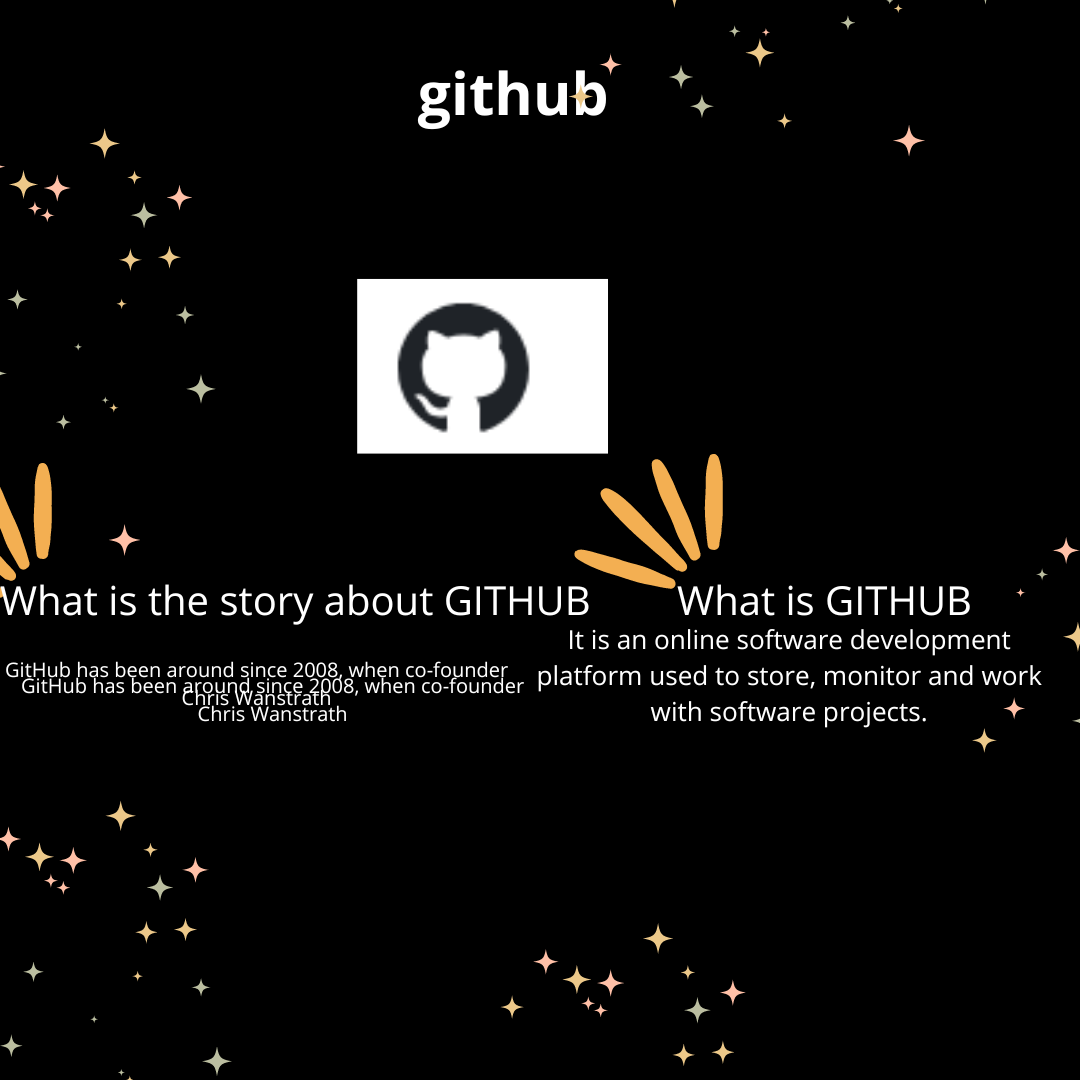 github
What is the story about GITHUB
GitHub has been around since 2008, when co-founder
GitHub has been around since 2008, when co-founder
Chris Wanstrath
Chris Wanstrath
What is GITHUB
It is an online software development
platform used to store, monitor and work
with software projects.